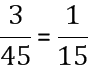 3/45 = 1/15